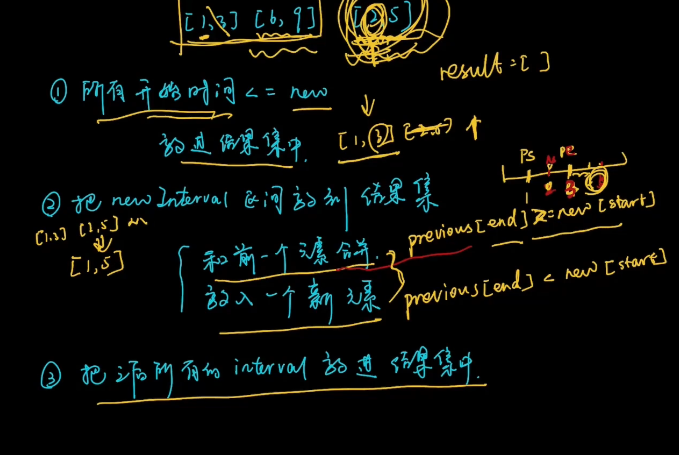 [1,3] [6,9] [2,5]
result = [ ]
① 所有开始时间 <= new
放进结果集中.
[1,3] [2,5]
PS PE
② 把 newInterval 区间放到结果集
[1,3] [2,5]
[1,5]
和前一个元素合并. previous[end] >= new[start]
放入一个新元素 previous[end] < new[start]
③ 把之后所有的 interval 放进结果集中.